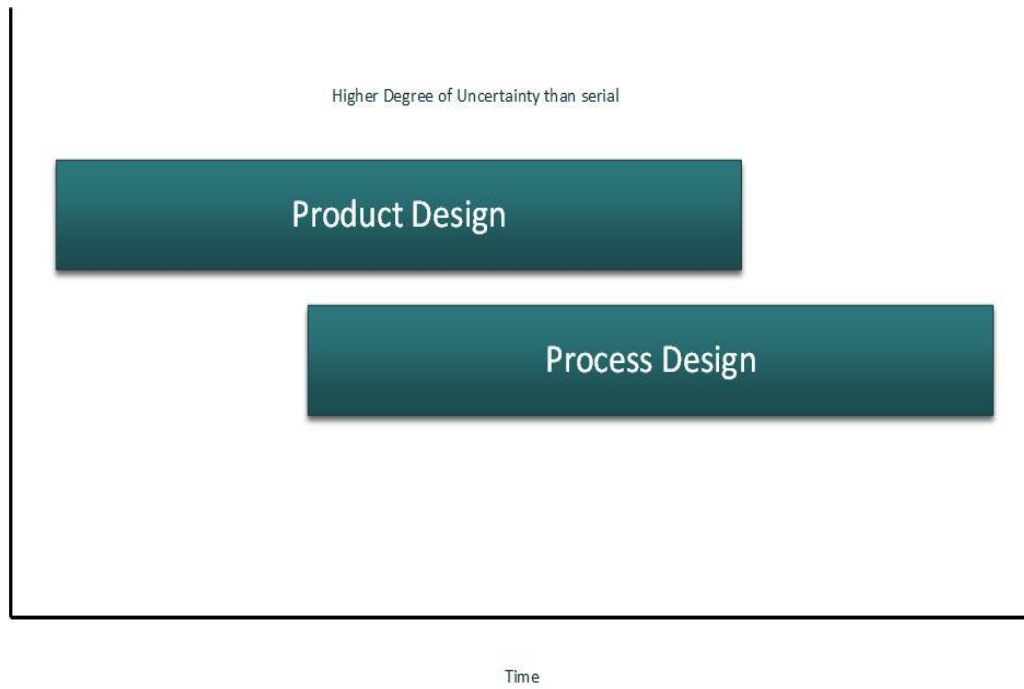 Higher Degree of Uncertainty than serial
Product Design
Process Design
Time